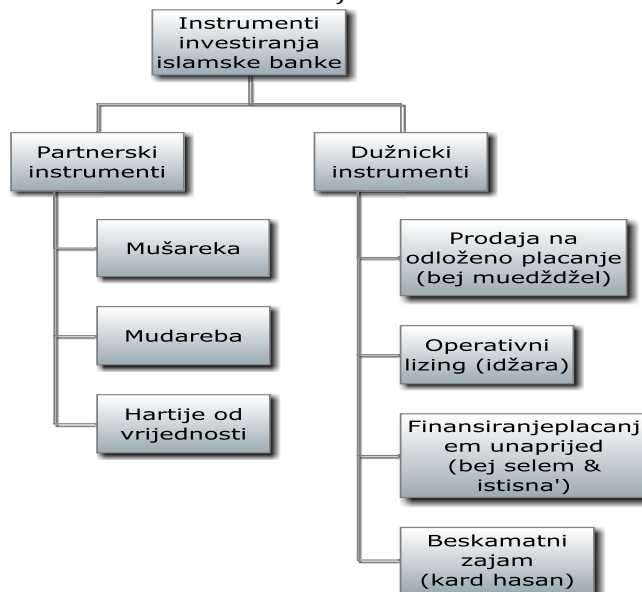 Instrumenti
investiranja
islamske banke
Partnerski
instrumenti
Mušareka
Mudareba
Hartije od
vrijednosti
Dužnicki
instrumenti
Prodaja na
odloženo placanje
(bej muedždžel)
Operativni
lizing (idžara)
Finansiranjeplacanj
em unaprijed
(bej selem &
istisna')
Beskamatni
zajam
(kard hasan)